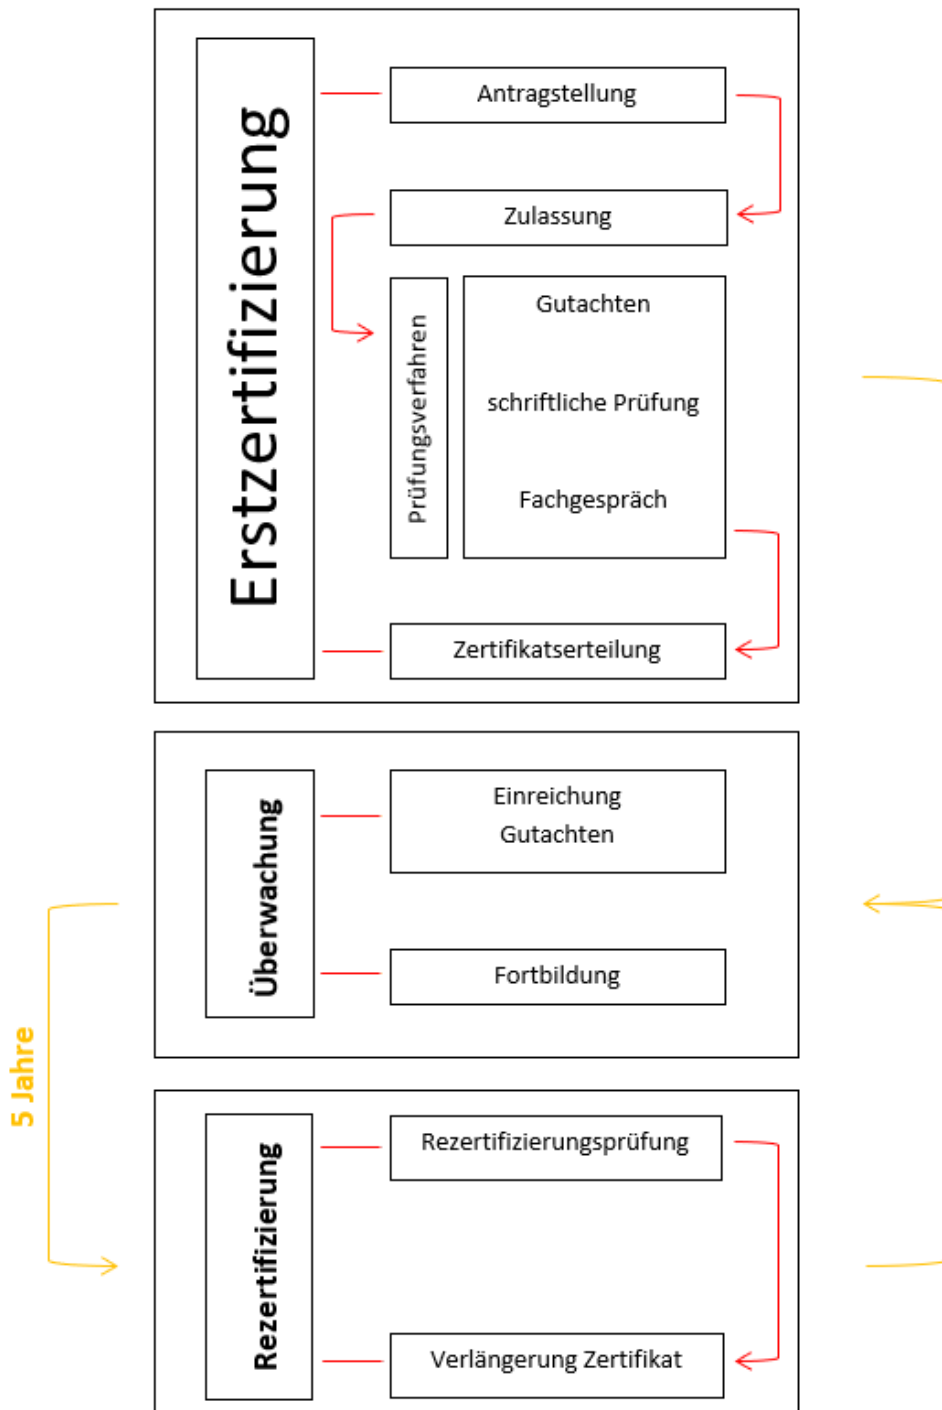 Erstzertifizierung
Antragstellung
Zulassung
Prüfungsverfahren
Gutachten
schriftliche Prüfung
Fachgespräch
Zertifikatserteilung
Überwachung
Einreichung
Gutachten
Fortbildung
5 Jahre
Rezertifizierung
Rezertifizierungsprüfung
Verlängerung Zertifikat